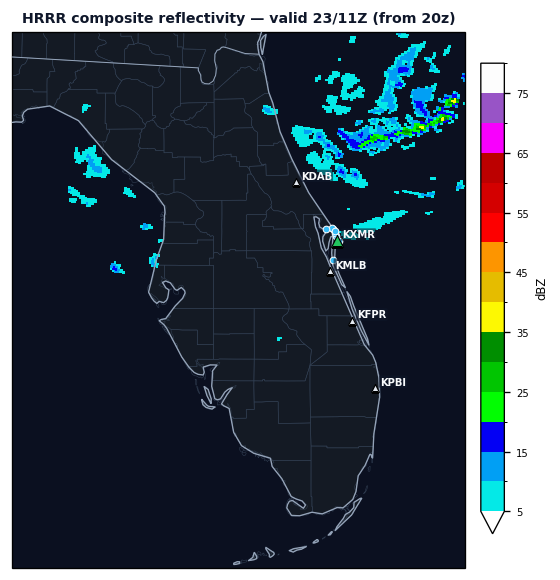 HRRR composite reflectivity — valid 23/11Z (from 20z)
KDAB
KXMR
KMLB
KFPR
KPBI
75
65
55
45
35
25
15
5
dBZ